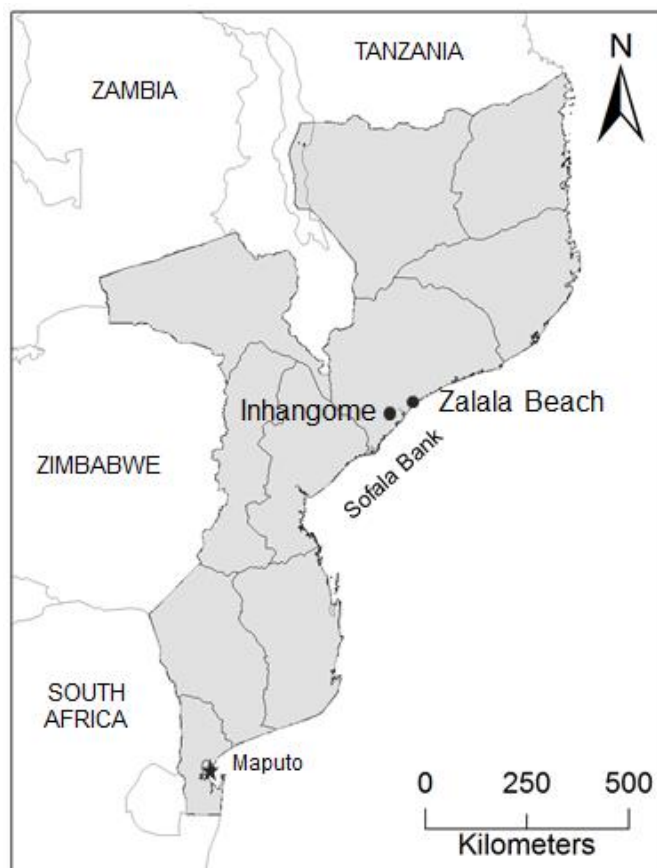 TANZANIA
N
ZAMBIA
Inhangome
Zalala Beach
ZIMBABWE
Sofala Bank
SOUTH
AFRICA
Maputo
0 250 500
Kilometers